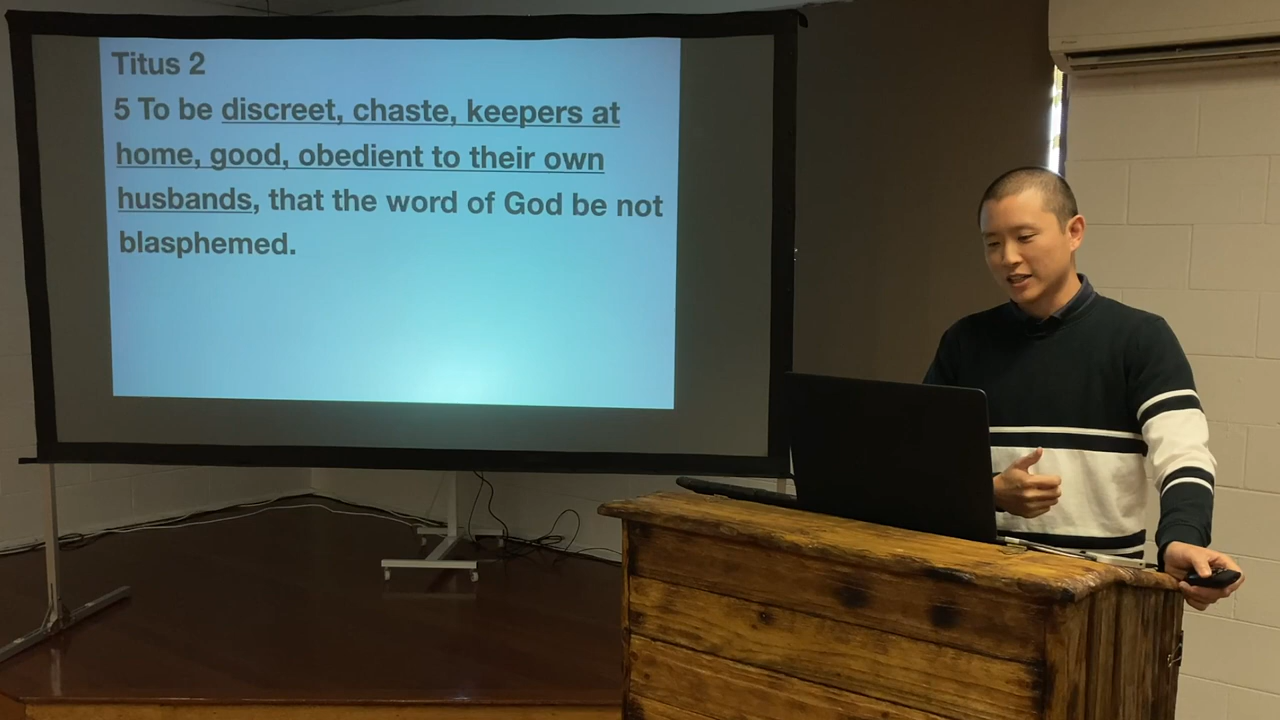 Titus 2
5 To be discreet, chaste, keepers at
home, good, obedient to their own
husbands, that the word of God be not
blasphemed.